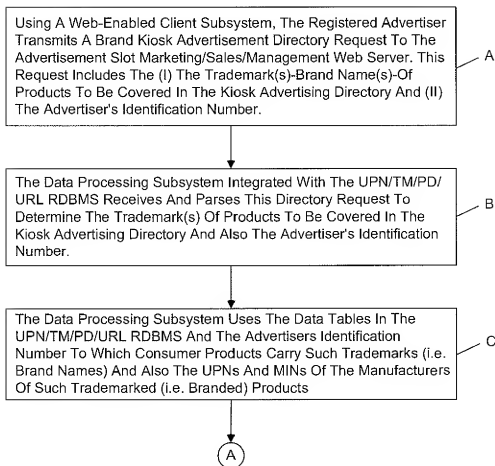 Using A Web-Enabled Client Subsystem, The Registered Advertiser
Transmits A Brand Kiosk Advertisement Directory Request To The
Advertisement Slot Marketing/Sales/Management Web Server. This
Request Includes The (I) The Trademark(s)-Brand Name(s)-Of
Products To Be Covered In The Kiosk Advertising Directory And (II)
The Advertiser's Identification Number.
A
The Data Processing Subsystem Integrated With The UPN/TM/PD/
URL RDBMS Receives And Parses This Directory Request To
Determine The Trademark(s) Of Products To Be Covered In The
Kiosk Advertising Directory And Also The Advertiser's Identification
Number.
B
The Data Processing Subsystem Uses The Data Tables In The
UPN/TM/PD/URL RDBMS And The Advertisers Identification
Number To Which Consumer Products Carry Such Trademarks (i.e.
Brand Names) And Also The UPNs And MINs Of The Manufacturers
Of Such Trademarked (i.e. Branded) Products
C
A